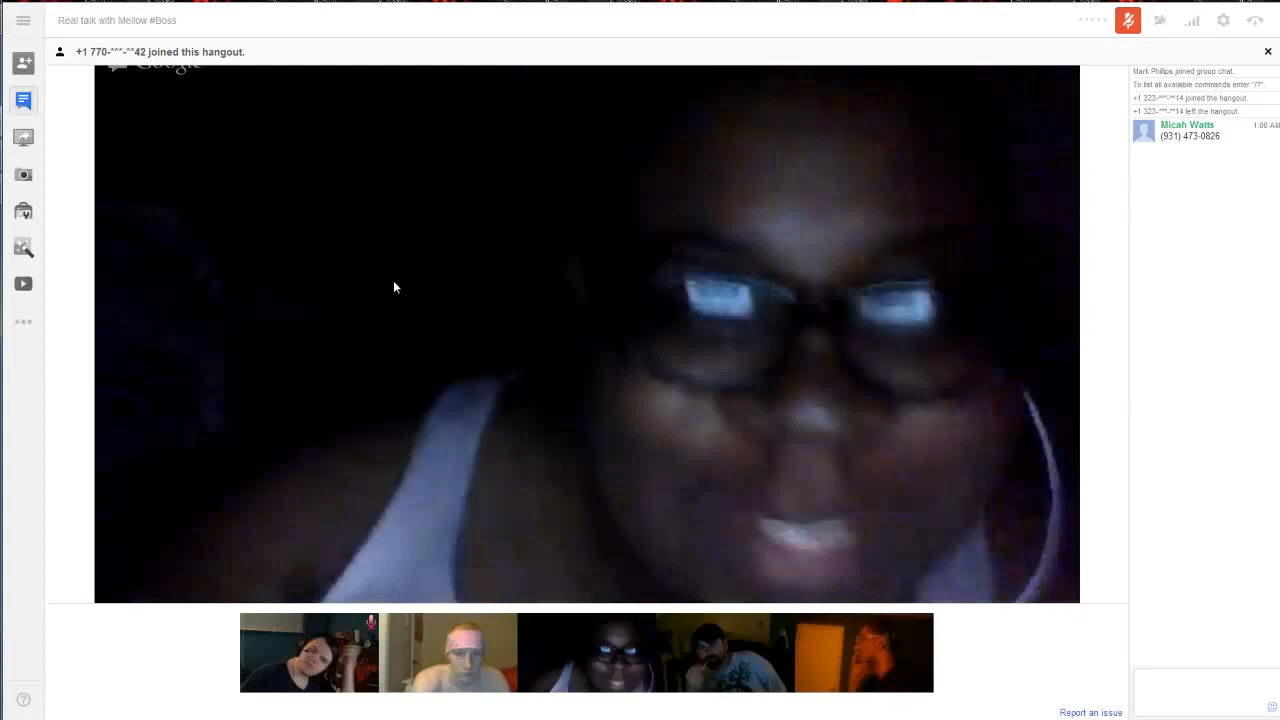 Real talk with Mellow #Boss
+1 770-***-**42 joined this hangout.
Google
Mark Philips joined group chat.
To list all available commands enter "/?".
+1 323-***-**14 joined the hangout.
+1 323-***-**14 left the hangout.
Micah Watts 1:00 AM
(931) 473-0826
Report an issue